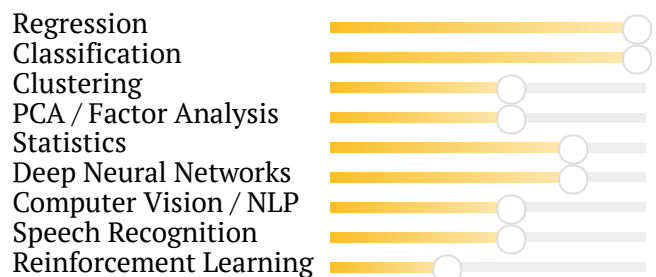 Regression
Classification
Clustering
PCA / Factor Analysis
Statistics
Deep Neural Networks
Computer Vision / NLP
Speech Recognition
Reinforcement Learning